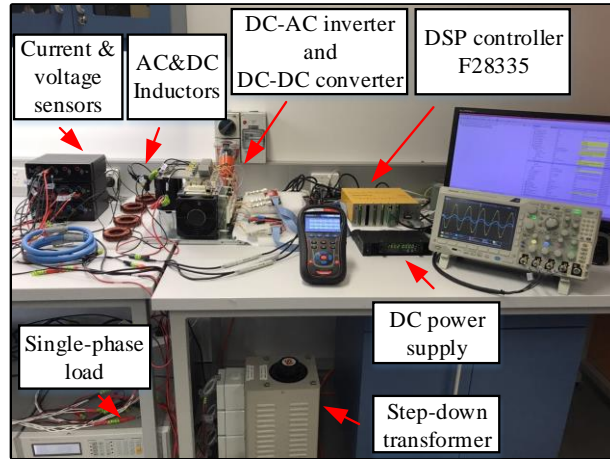 Current &
voltage
sensors
AC&DC
Inductors
DC-AC inverter
and
DC-DC converter
DSP controller
F28335
Single-phase
load
DC power
supply
Step-down
transformer